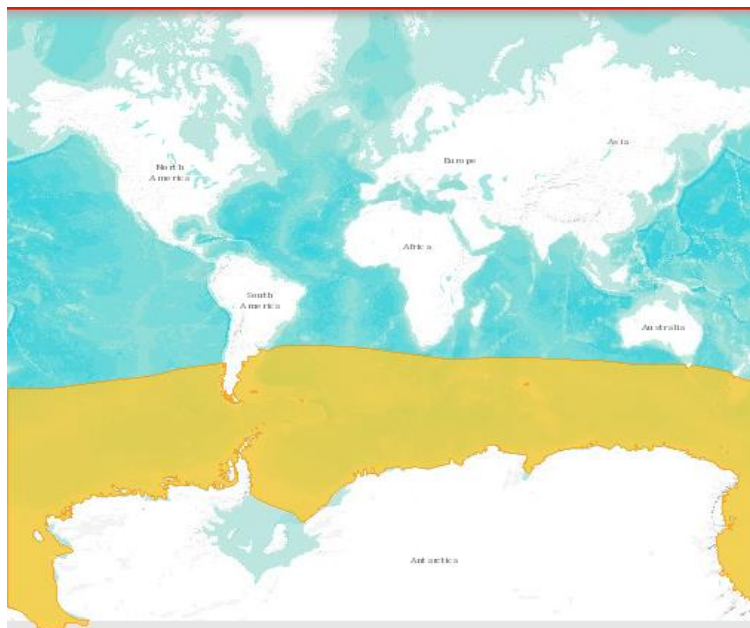 Asia
Europe
North
America
Africa
South
America
Australia
Antarctica